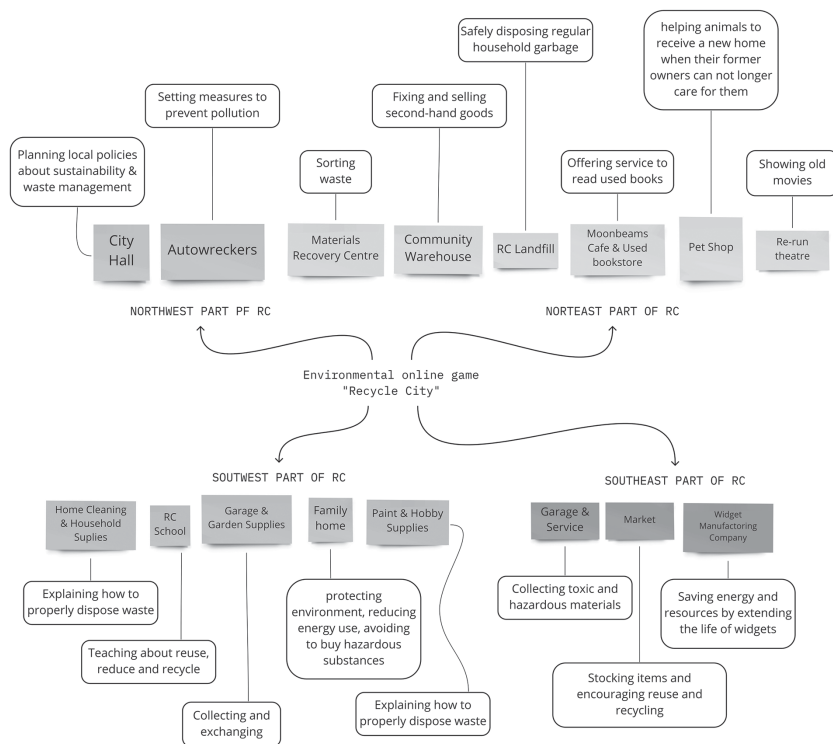 Safely disposing regular
household garbage
helping animals to
receive a new home
when their former
owners can not longer
care for them
Setting measures to
prevent pollution
Fixing and selling
second-hand goods
Planning local policies
about sustainability &
waste management
Sorting
waste
Offering service to
read used books
Showing old
movies
City
Hall
Autowreckers
Materials
Recovery Centre
Community
Warehouse
RC Landfill
Moonbeams
Cafe & Used
bookstore
Pet Shop
Re-run
theatre
NORTHWEST PART PF RC
NORTEAST PART OF RC
Environmental online game
"Recycle City"
SOUTWEST PART OF RC
SOUTHEAST PART OF RC
Home Cleaning
& Household
Suplies
RC
School
Garage &
Garden Supplies
Family
home
Paint & Hobby
Supplies
Garage &
Service
Market
Widget
Manufactoring
Company
Explaining how to
properly dispose waste
Teaching about reuse,
reduce and recycle
Collecting and
exchanging
protecting
environment, reducing
energy use, avoiding
to buy hazardous
substances
Explaining how to
properly dispose waste
Collecting toxic and
hazardous materials
Stocking items and
encouraging reuse and
recycling
Saving energy and
resources by extending
the life of widgets